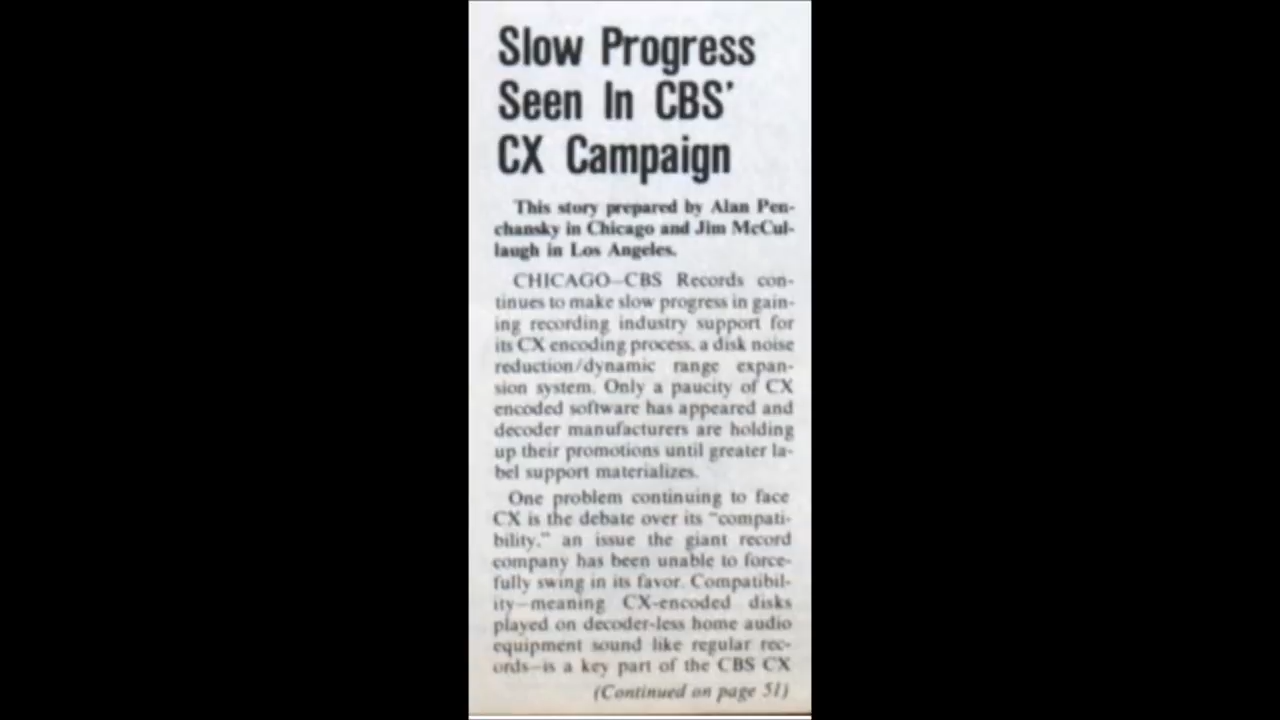 Slow Progress
Seen In CBS'
CX Campaign
This story prepared by Alan Pen-
chansky in Chicago and Jim McCul-
laugh in Los Angeles.
CHICAGO—CBS Records con-
tinues to make slow progress in gain-
ing recording industry support for
its CX encoding process, a disk noise
reduction/dynamic range expan-
sion system. Only a paucity of CX
encoded software has appeared and
decoder manufacturers are holding
up their promotions until greater la-
bel support materializes.
One problem continuing to face
CX is the debate over its "compati-
bility," an issue the giant record
company has been unable to force-
fully swing in its favor. Compatibil-
ity—meaning CX-encoded disks
played on decoder-less home audio
equipment sound like regular rec-
ords—is a key part of the CBS CX
(Continued on page 51)